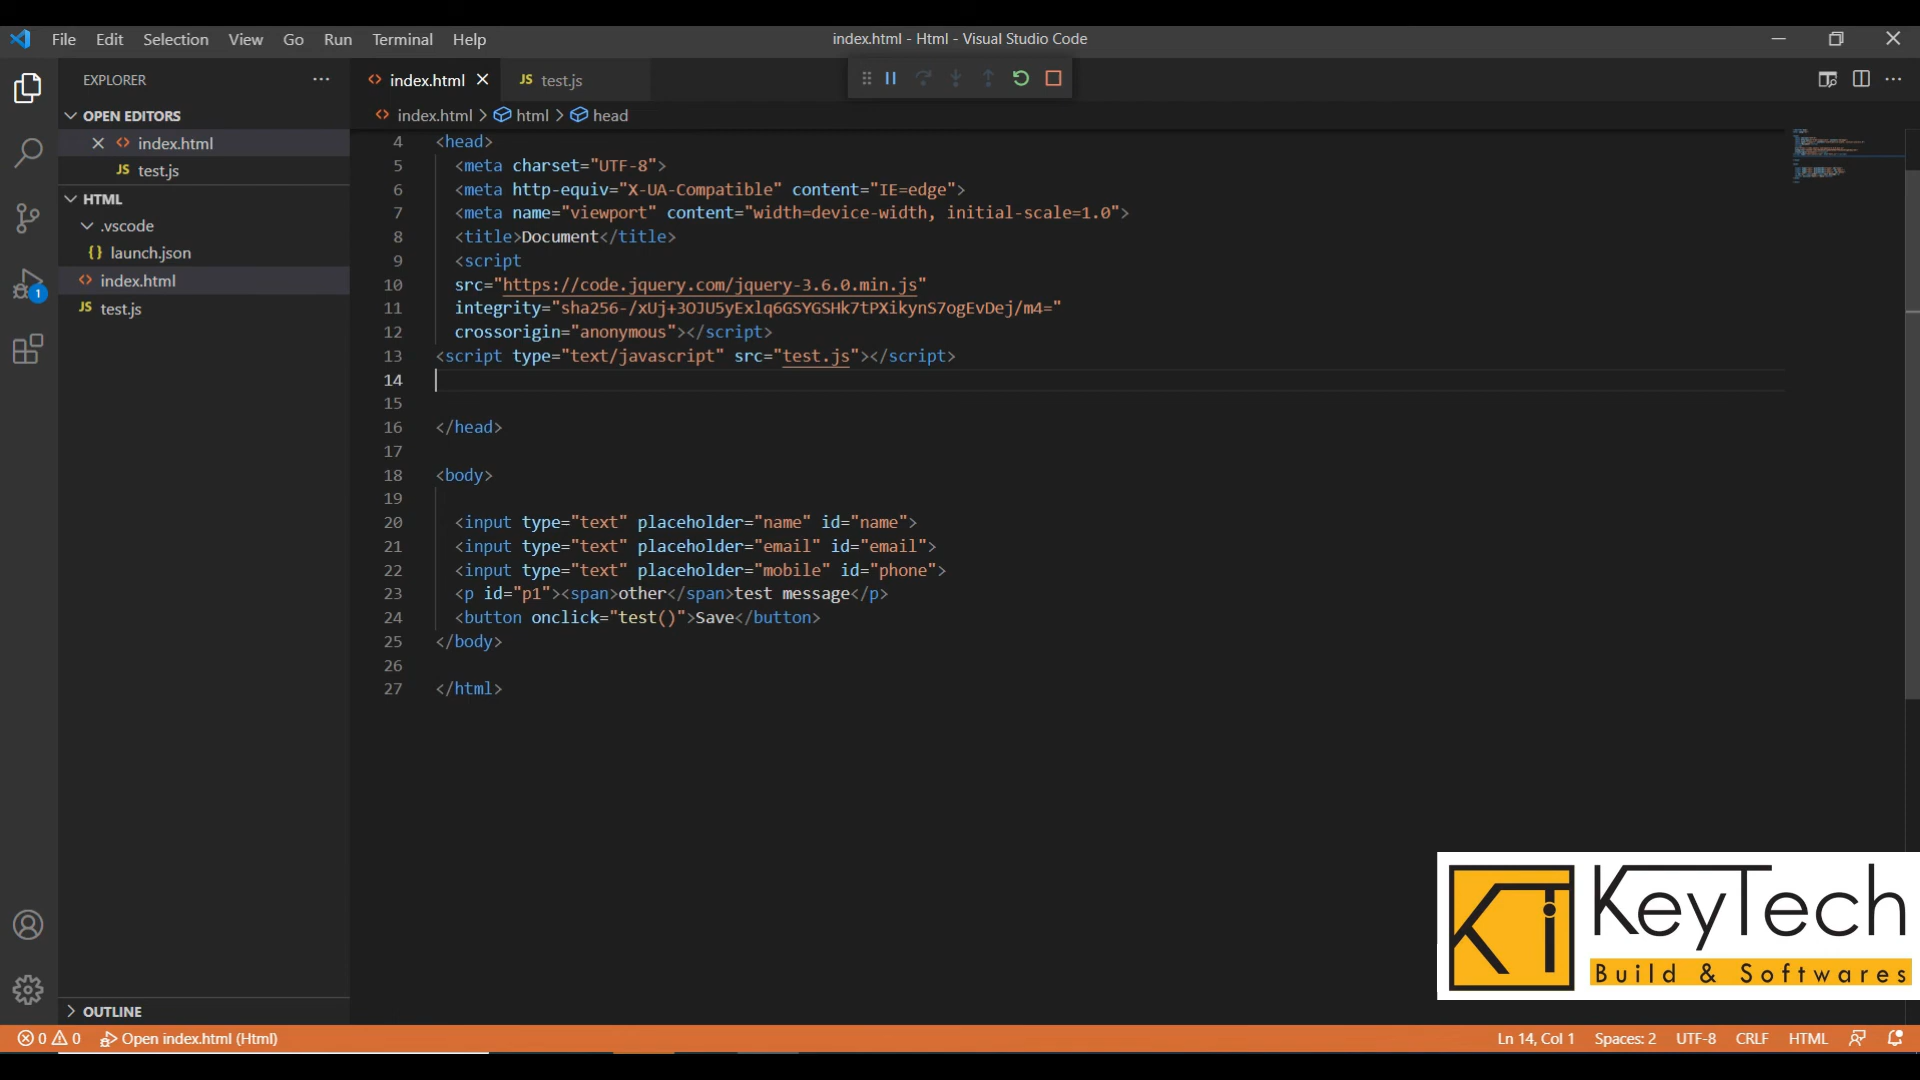 File Edit Selection View Go Run Terminal Help
index.html - Html - Visual Studio Code
EXPLORER
OPEN EDITORS
index.html
JS test.js
HTML
.vscode
{} launch.json
<> index.html
JS test.js
OUTLINE
<> index.html
JS test.js
<> index.html > html > head
4 <head>
5 <meta charset="UTF-8">
6 <meta http-equiv="X-UA-Compatible" content="IE=edge">
7 <meta name="viewport" content="width=device-width, initial-scale=1.0">
8 <title>Document</title>
9 <script
10 src="https://code.jquery.com/jquery-3.6.0.min.js"
11 integrity="sha256-/xUj+3OJU5yExlq6GSYGSHk7tPXikynS7ogEvDej/m4="
12 crossorigin="anonymous"></script>
13 <script type="text/javascript" src="test.js"></script>
14
15
16 </head>
17
18 <body>
19
20 <input type="text" placeholder="name" id="name">
21 <input type="text" placeholder="email" id="email">
22 <input type="text" placeholder="mobile" id="phone">
23 <p id="p1"><span>other</span>test message</p>
24 <button onclick="test()">Save</button>
25 </body>
26
27 </html>
1
KT KeyTech
Build & Softwares
0 0 Open index.html (Html)
Ln 14, Col 1 Spaces: 2 UTF-8 CRLF HTML